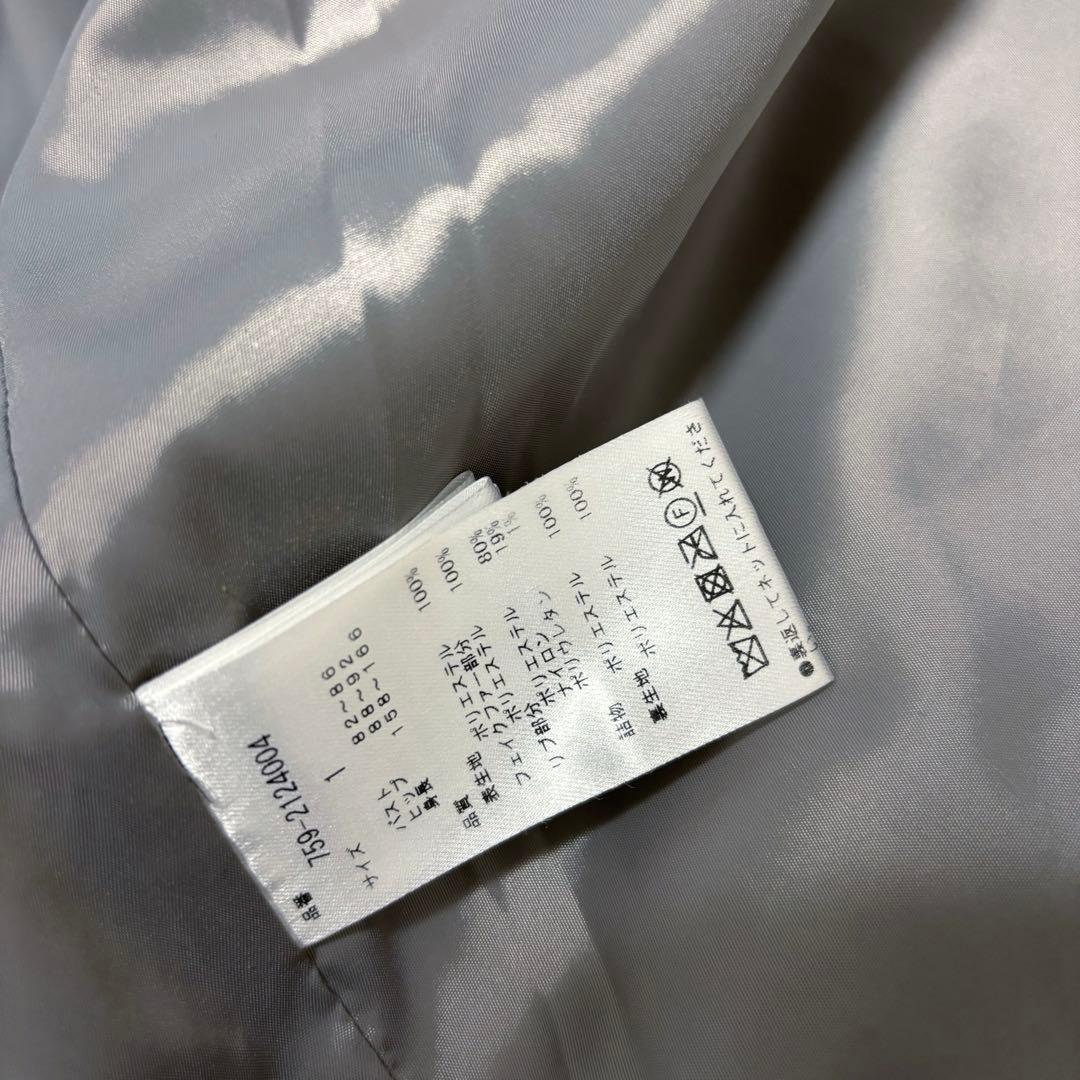 品番 759-2124004
サイズ 1
バスト 82〜86
ヒップ 88〜92
身長 158〜166
品質
表生地 ポリエステル 100%
フェイクファー部分
ポリエステル 100%
リブ部分ポリエステル 80%
ナイロン 19%
ポリウレタン 1%
詰物 ポリエステル 100%
裏生地 ポリエステル 100%
F
●裏返してネットに入れてくださ
い。